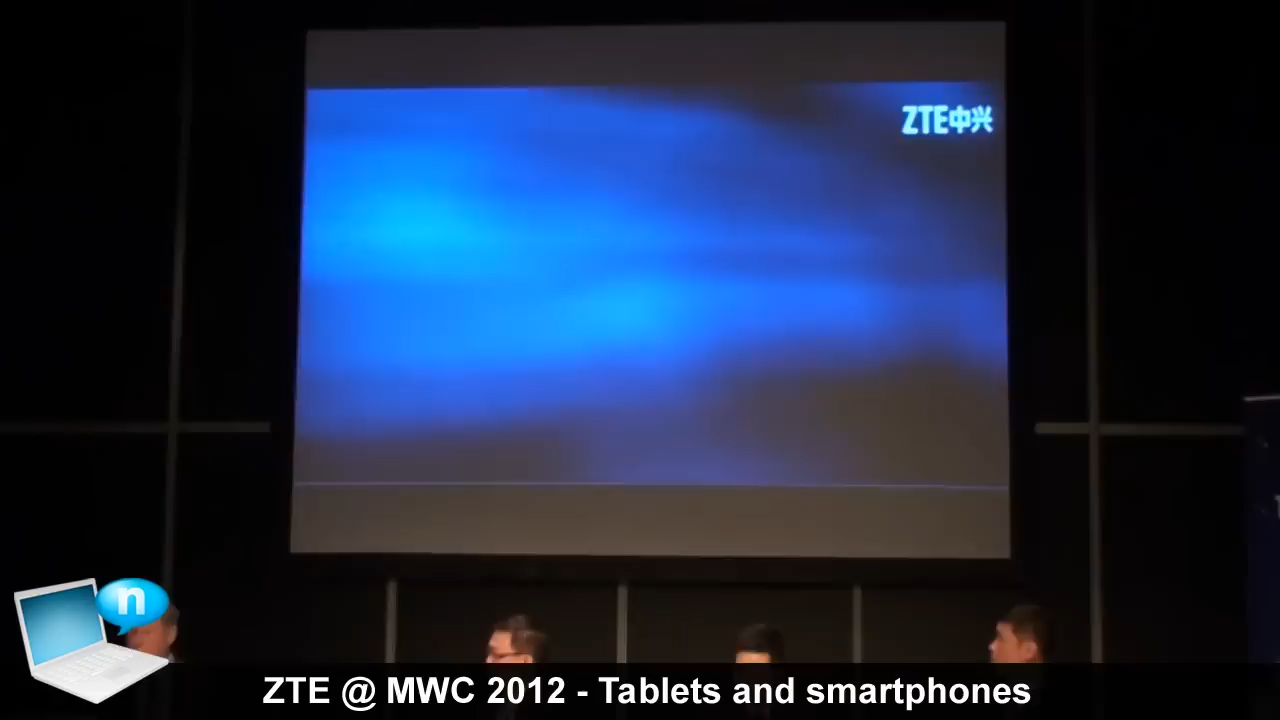 ZTE中兴
n
ZTE @ MWC 2012 - Tablets and smartphones